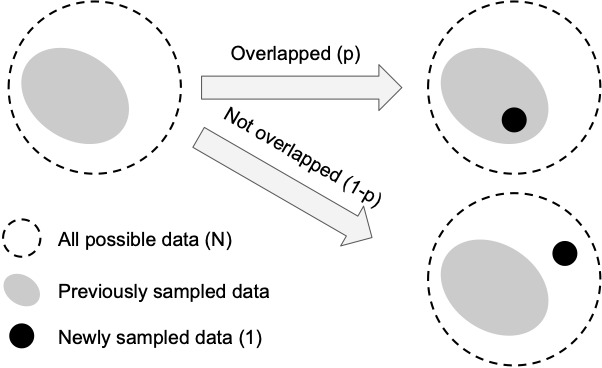 Overlapped (p)
Not overlapped (1-p)
All possible data (N)
Previously sampled data
Newly sampled data (1)